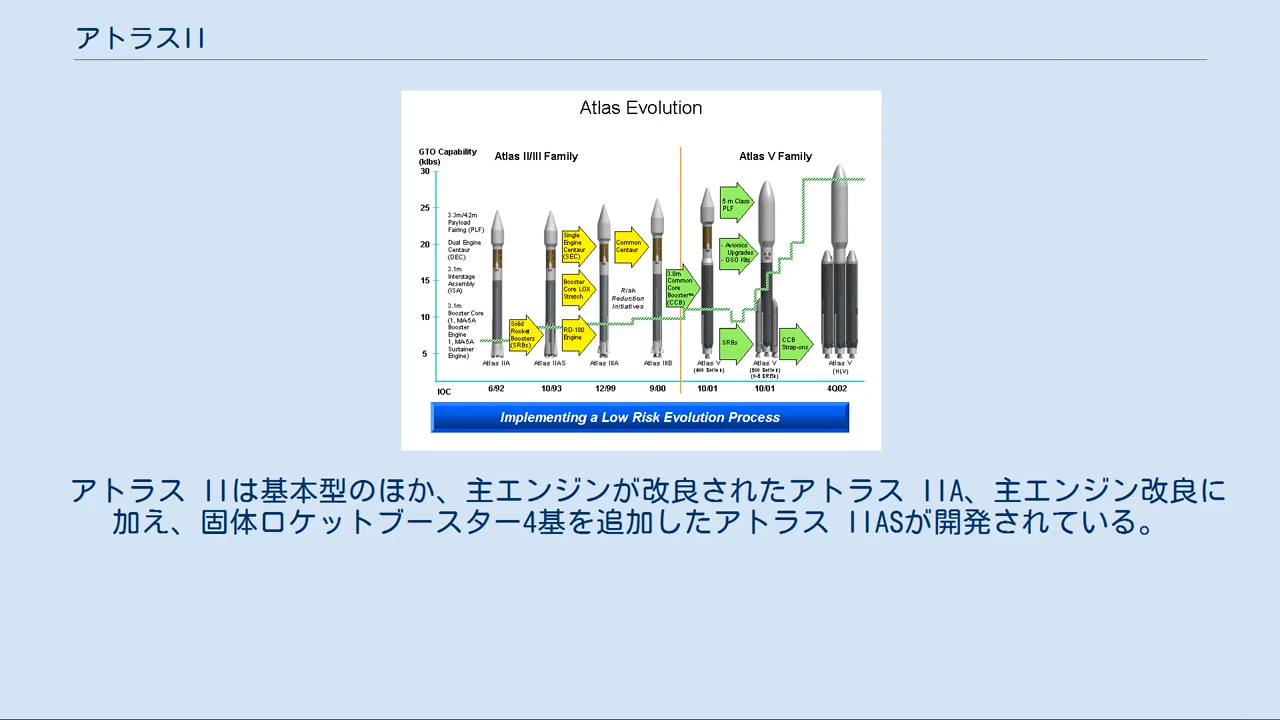 アトラスII
Atlas Evolution
GTO Capability
(klbs)
Atlas II/III Family
Atlas V Family
30
25
20
15
10
5
3.3m/4.2m
Payload
Fairing (PLF)
Dual Engine
Centaur
(DEC)
3.1m
Interstage
Assembly
(ISA)
3.1m
Booster Core
(1, MA-5A
Booster
Engine
1, MA-5A
Sustainer
Engine)
Solid
Rocket
Boosters
(SRBs)
Single
Engine
Centaur
(SEC)
Booster
Core LOX
Stretch
RD-180
Engine
Common
Centaur
Risk
Reduction
Initiatives
3.8m
Common
Core
Booster™
(CCB)
5 m Class
PLF
- Avionics
Upgrades
- GSO Kits
SRBs
CCB
Strap-ons
Atlas IIA
Atlas IIAS
Atlas IIIA
Atlas IIIB
Atlas V
(400 Series)
Atlas V
(500 Series)
(0-5 SRBs)
Atlas V
(HLV)
IOC
6/92
10/93
12/99
9/00
10/01
10/01
4Q02
Implementing a Low Risk Evolution Process
アトラス IIは基本型のほか、主エンジンが改良されたアトラス IIA、主エンジン改良に
加え、固体ロケットブースター4基を追加したアトラス IIASが開発されている。